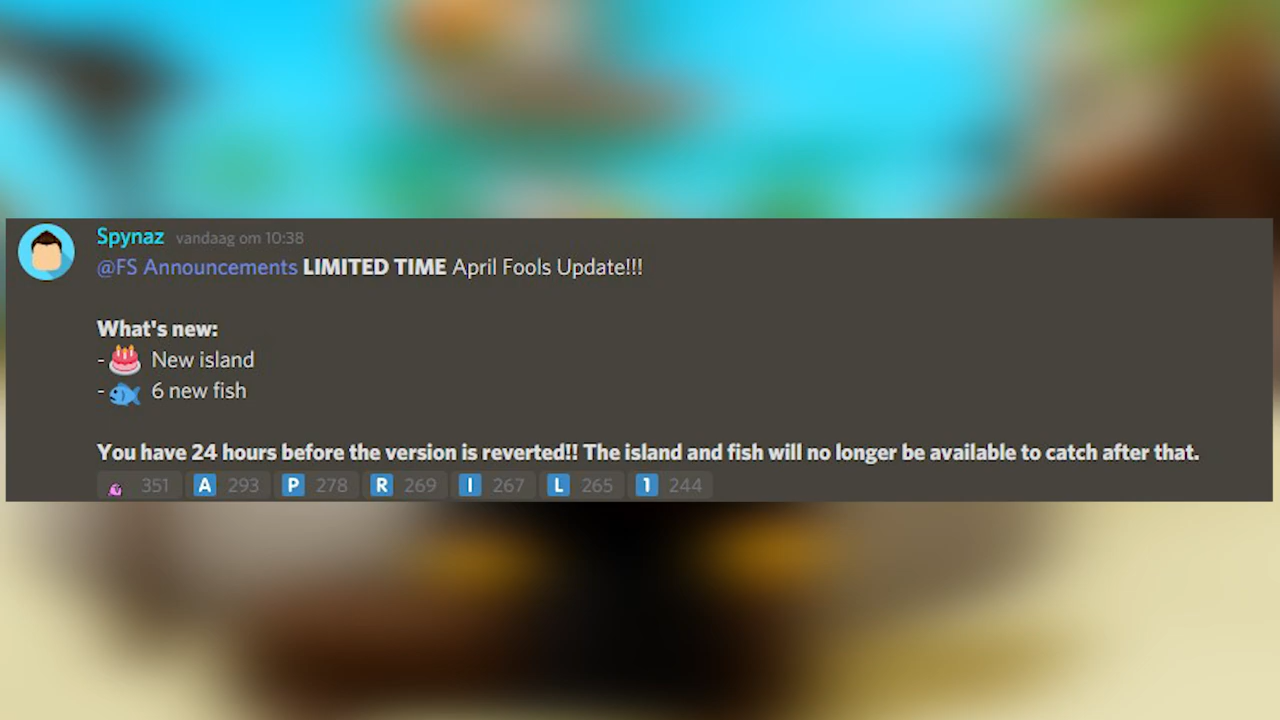 Spynaz vandaag om 10:38
@FS Announcements LIMITED TIME April Fools Update!!!
What's new:
- 🎂 New island
- 🐟 6 new fish
You have 24 hours before the version is reverted!! The island and fish will no longer be available to catch after that.
351 A 293 P 278 R 269 I 267 L 265 1 244